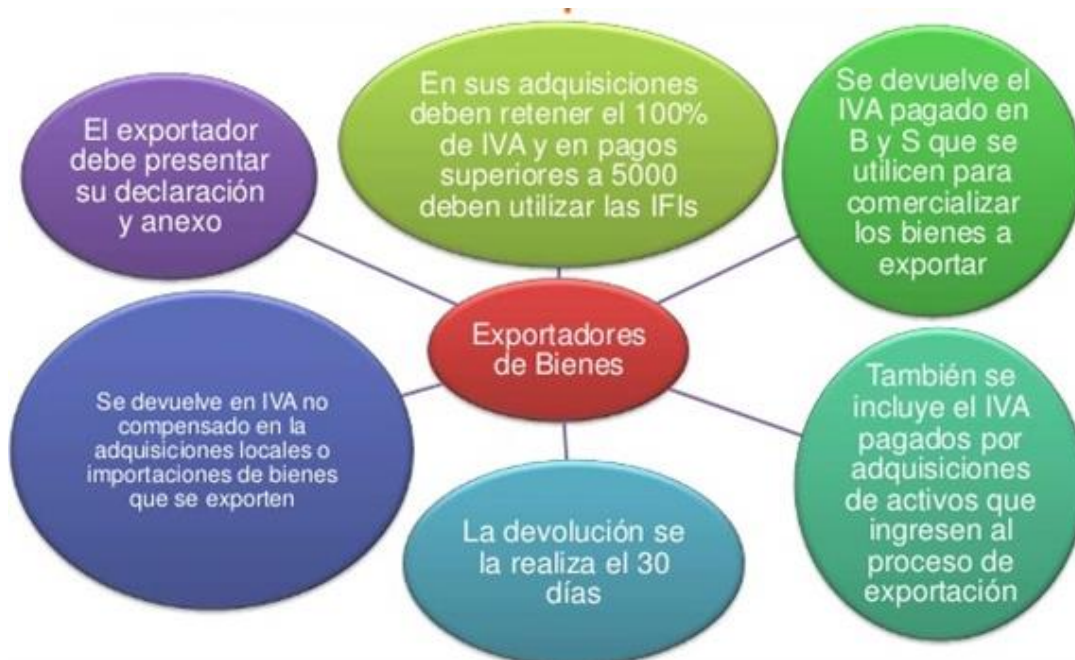 El exportador
debe presentar
su declaración
y anexo
En sus adquisiciones
deben retener el 100%
de IVA y en pagos
superiores a 5000
deben utilizar las IFIs
Se devuelve el
IVA pagado en
B y S que se
utilicen para
comercializar
los bienes a
exportar
Exportadores
de Bienes
Se devuelve en IVA no
compensado en la
adquisiciones locales o
importaciones de bienes
que se exporten
La devolución se
la realiza el 30
días
También se
incluye el IVA
pagados por
adquisiciones
de activos que
ingresen al
proceso de
exportación